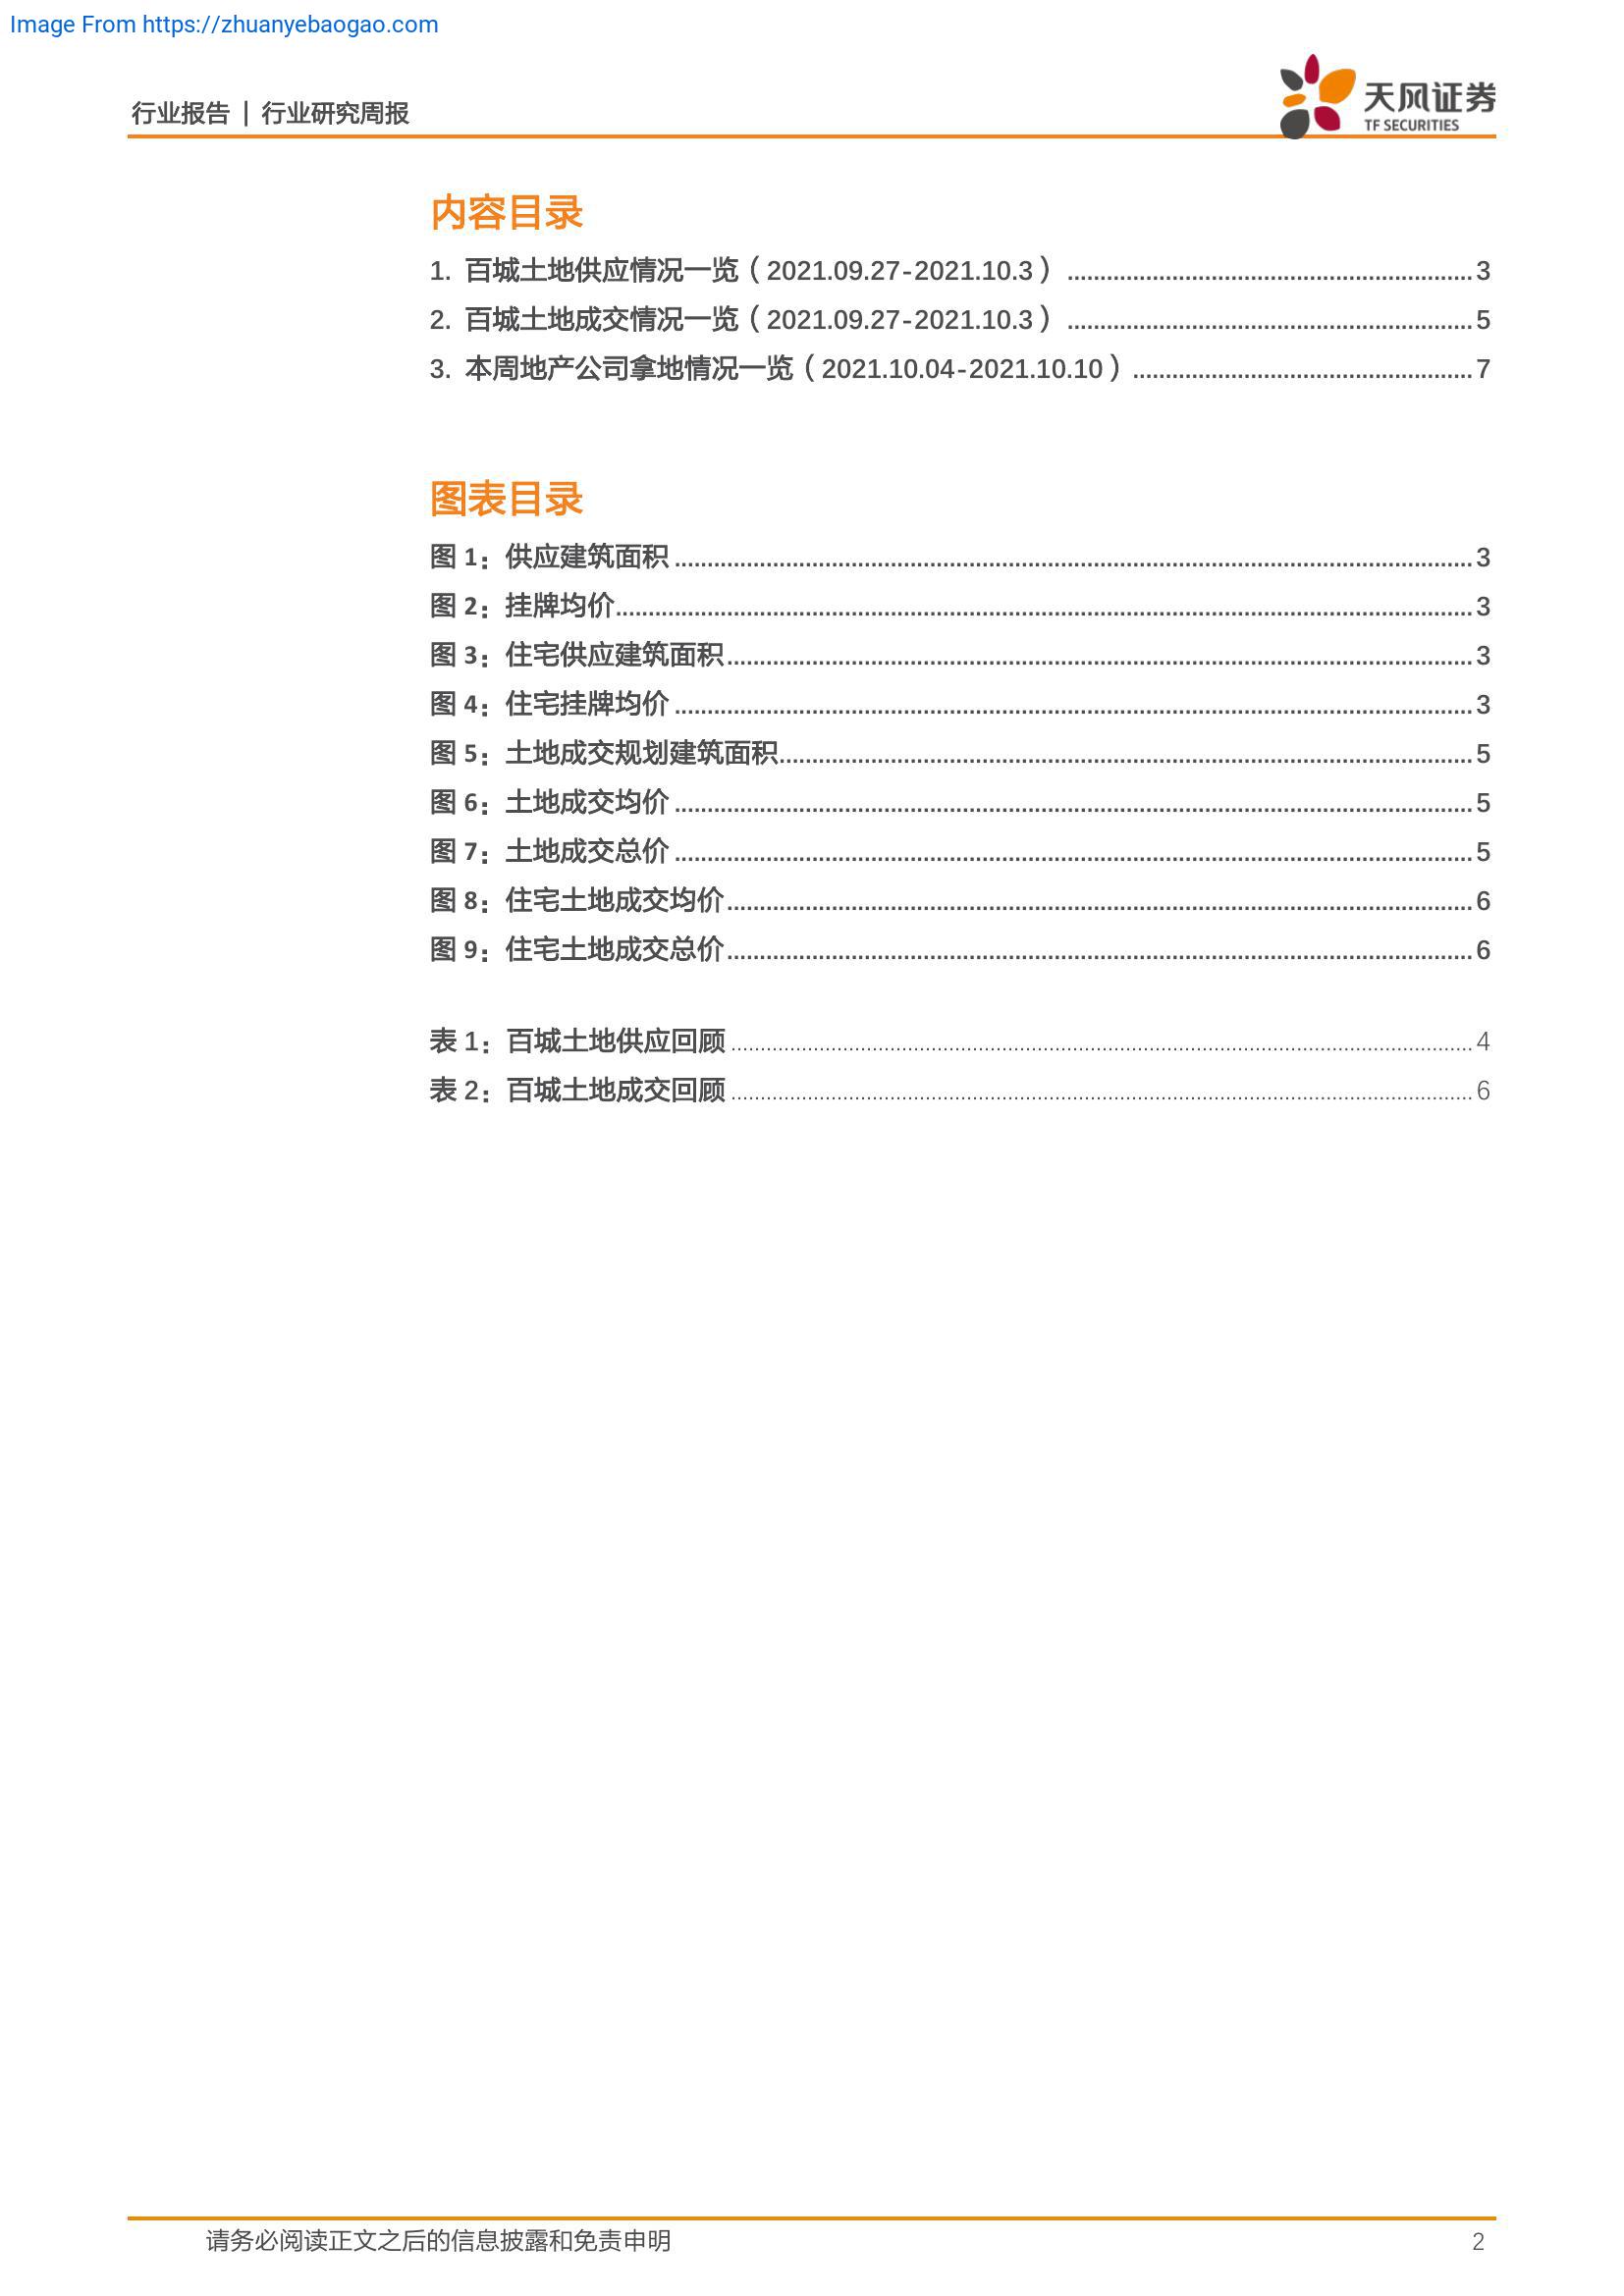 Image From https://zhuanyebaogao.com
行业报告 | 行业研究周报
天风证券
TF SECURITIES
内容目录
1. 百城土地供应情况一览（2021.09.27-2021.10.3）........................3
2. 百城土地成交情况一览（2021.09.27-2021.10.3）........................5
3. 本周地产公司拿地情况一览（2021.10.04-2021.10.10）........................7
图表目录
图 1：供应建筑面积........................3
图 2：挂牌均价........................3
图 3：住宅供应建筑面积........................3
图 4：住宅挂牌均价........................3
图 5：土地成交规划建筑面积........................5
图 6：土地成交均价........................5
图 7：土地成交总价........................5
图 8：住宅土地成交均价........................6
图 9：住宅土地成交总价........................6
表 1：百城土地供应回顾........................4
表 2：百城土地成交回顾........................6
请务必阅读正文之后的信息披露和免责申明 2